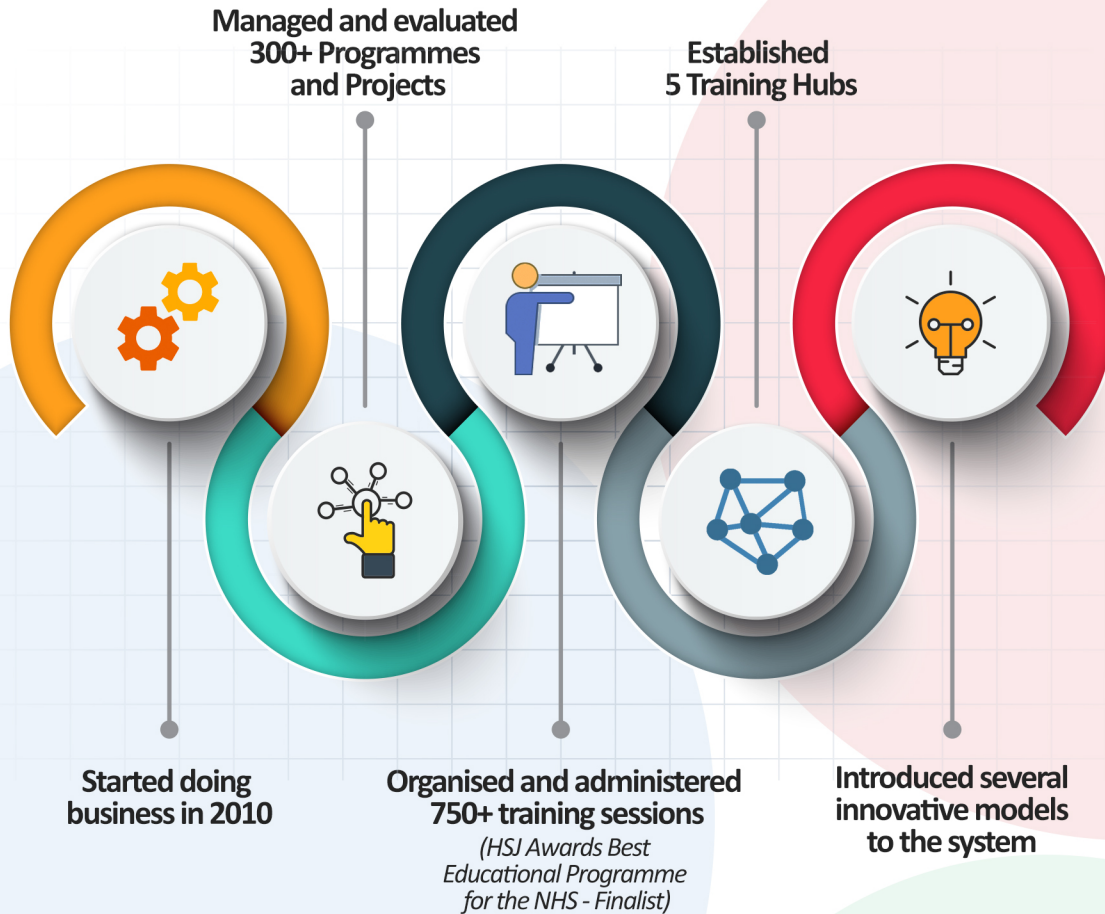 Managed and evaluated
300+ Programmes
and Projects
Established
5 Training Hubs
Started doing
business in 2010
Organised and administered
750+ training sessions
(HSJ Awards Best
Educational Programme
for the NHS - Finalist)
Introduced several
innovative models
to the system